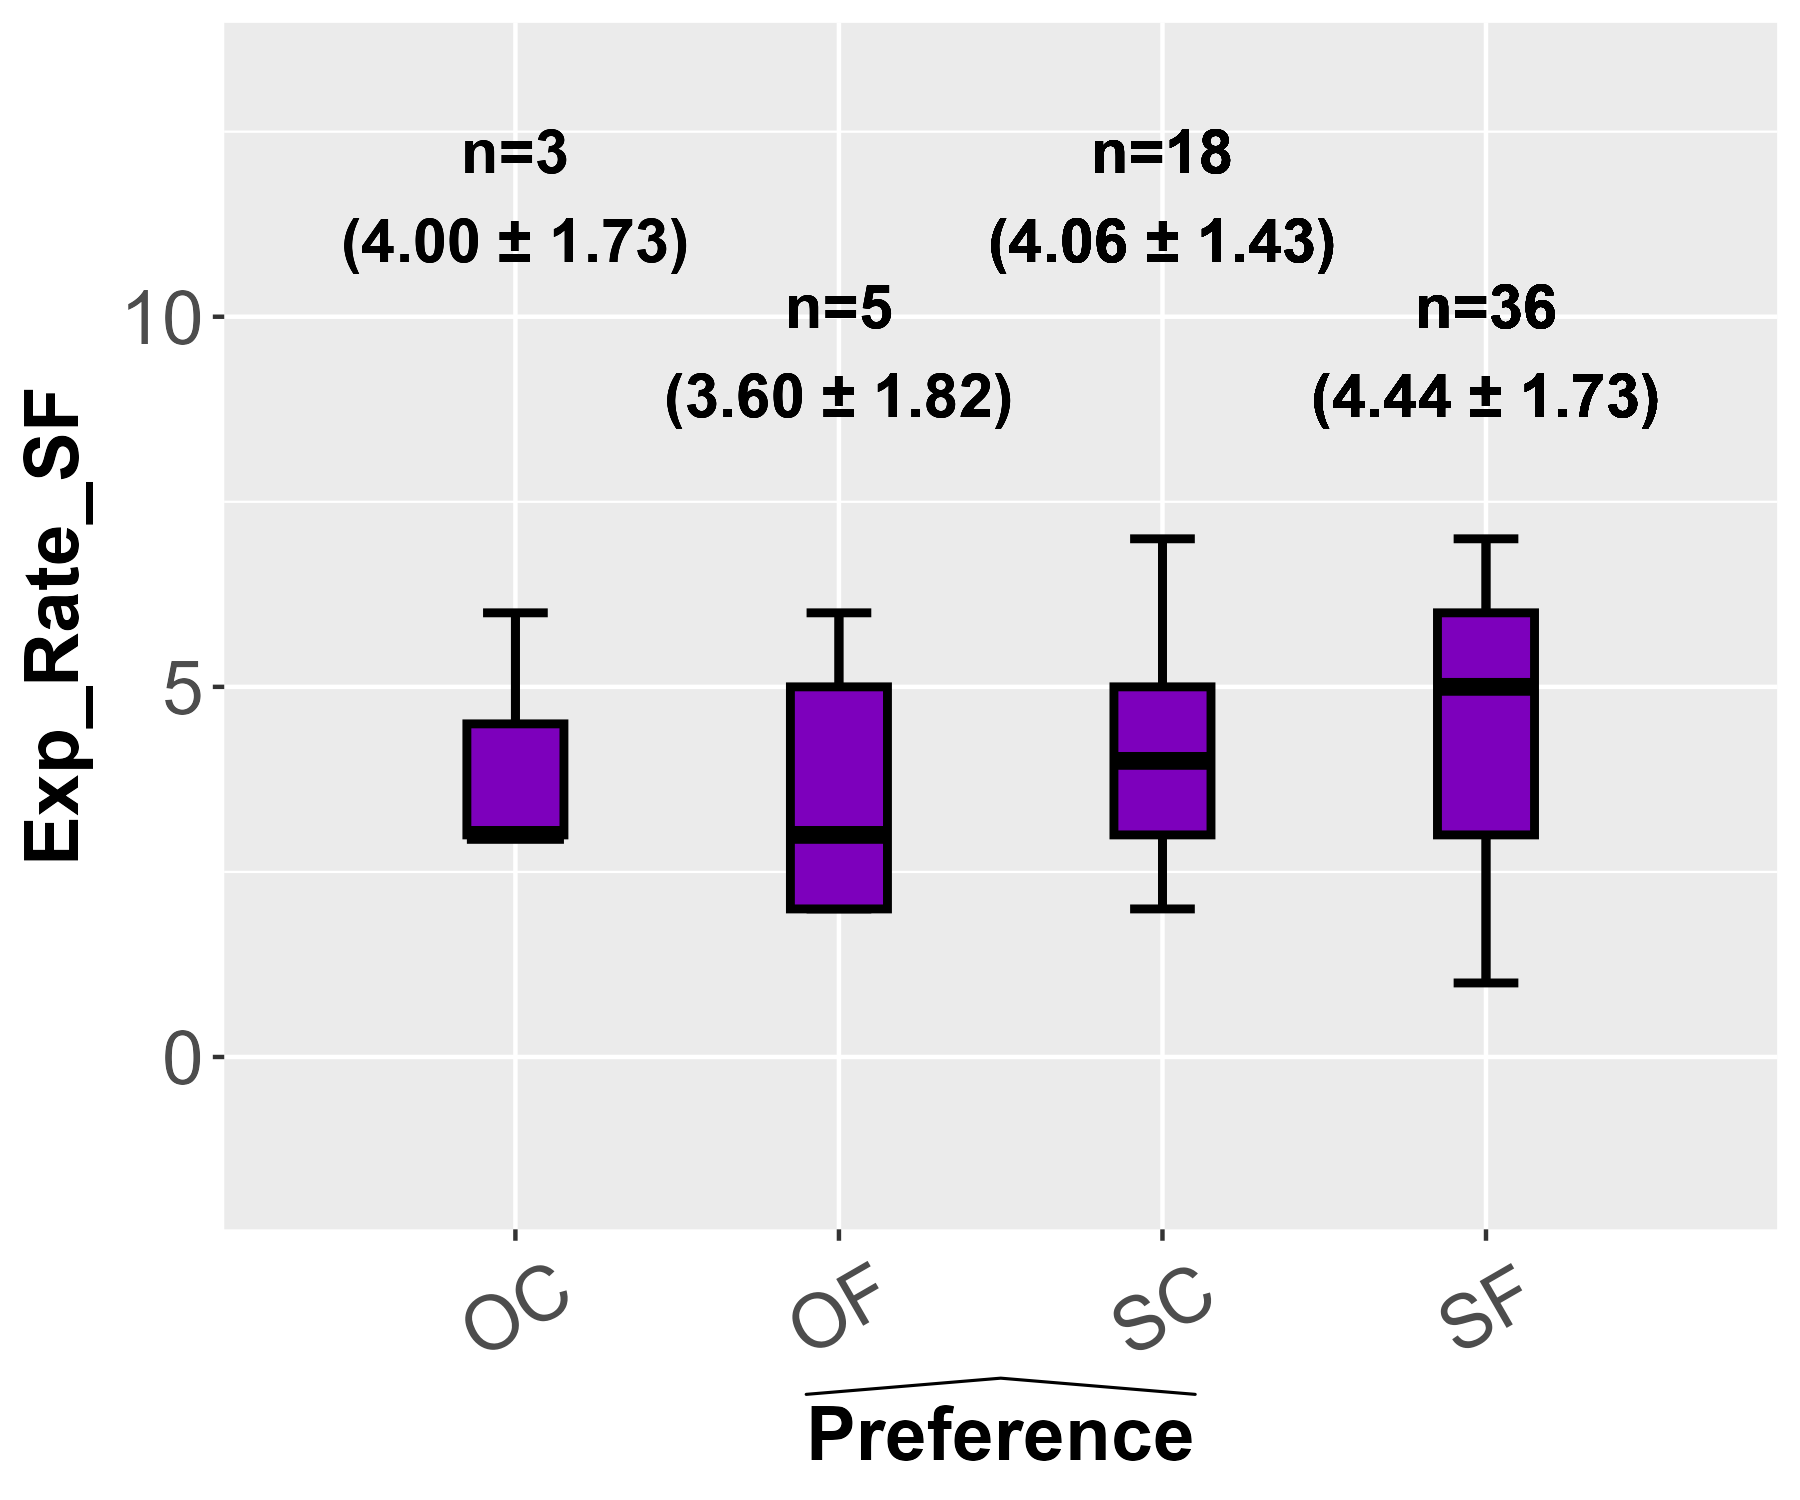 n=3
(4.00 ± 1.73)
n=5
(3.60 ± 1.82)
n=18
(4.06 ± 1.43)
n=36
(4.44 ± 1.73)
Exp_Rate_SF
10
5
0
OC
OF
SC
SF
Preference